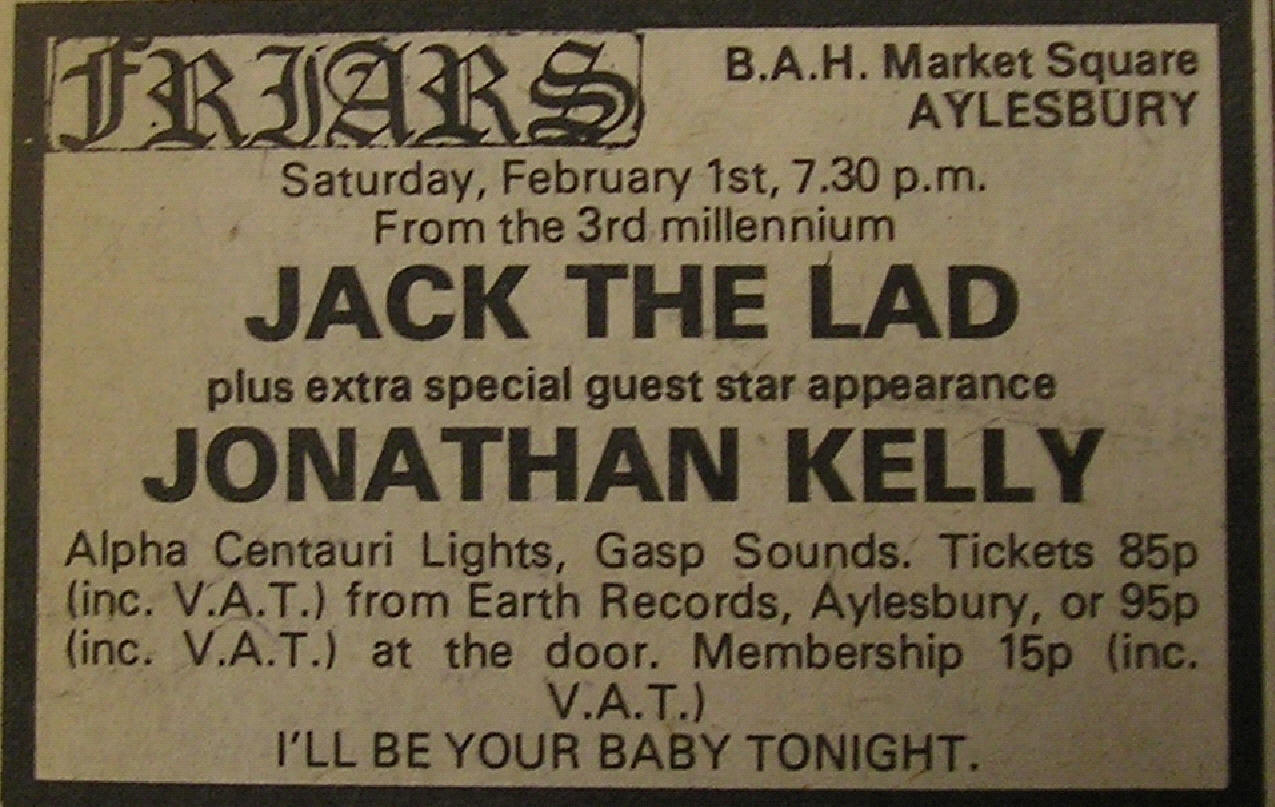 FRIARS
B.A.H. Market Square
AYLESBURY
Saturday, February 1st, 7.30 p.m.
From the 3rd millennium
JACK THE LAD
plus extra special guest star appearance
JONATHAN KELLY
Alpha Centauri Lights, Gasp Sounds. Tickets 85p
(inc. V.A.T.) from Earth Records, Aylesbury, or 95p
(inc. V.A.T.) at the door. Membership 15p (inc.
V.A.T.)
I'LL BE YOUR BABY TONIGHT.